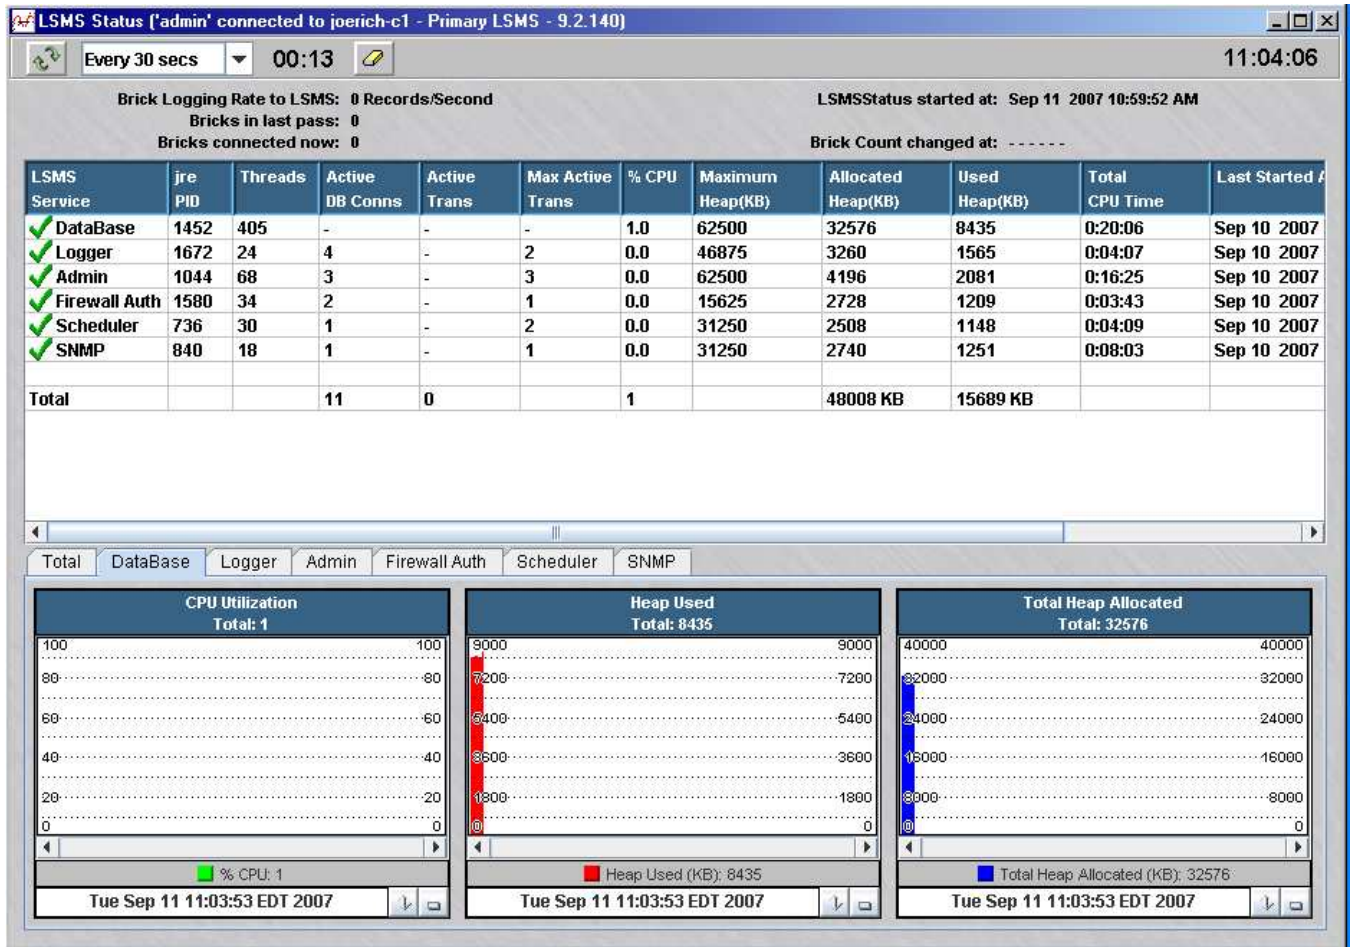 LSMS Status ('admin' connected to joerich-c1 - Primary LSMS - 9.2.140)
Every 30 secs 00:13 11:04:06
Brick Logging Rate to LSMS: 0 Records/Second LSMSStatus started at: Sep 11 2007 10:59:52 AM
Bricks in last pass: 0
Bricks connected now: 0 Brick Count changed at: - - - - - -
LSMS Service jre PID Threads Active DB Conns Active Trans Max Active Trans % CPU Maximum Heap(KB) Allocated Heap(KB) Used Heap(KB) Total CPU Time Last Started A
DataBase 1452 405 - - - 1.0 62500 32576 8435 0:20:06 Sep 10 2007
Logger 1672 24 4 - 2 0.0 46875 3260 1565 0:04:07 Sep 10 2007
Admin 1044 68 3 - 3 0.0 62500 4196 2081 0:16:25 Sep 10 2007
Firewall Auth 1580 34 2 - 1 0.0 15625 2728 1209 0:03:43 Sep 10 2007
Scheduler 736 30 1 - 2 0.0 31250 2508 1148 0:04:09 Sep 10 2007
SNMP 840 18 1 - 1 0.0 31250 2740 1251 0:08:03 Sep 10 2007
Total 11 0 1 48008 KB 15689 KB
Total DataBase Logger Admin Firewall Auth Scheduler SNMP
CPU Utilization
Total: 1
100 100
80 80
60 60
40 40
20 20
0 0
% CPU: 1
Tue Sep 11 11:03:53 EDT 2007
Heap Used
Total: 8435
9000 9000
7200 7200
5400 5400
3600 3600
1800 1800
0 0
Heap Used (KB): 8435
Tue Sep 11 11:03:53 EDT 2007
Total Heap Allocated
Total: 32576
40000 40000
32000 32000
24000 24000
16000 16000
8000 8000
0 0
Total Heap Allocated (KB): 32576
Tue Sep 11 11:03:53 EDT 2007